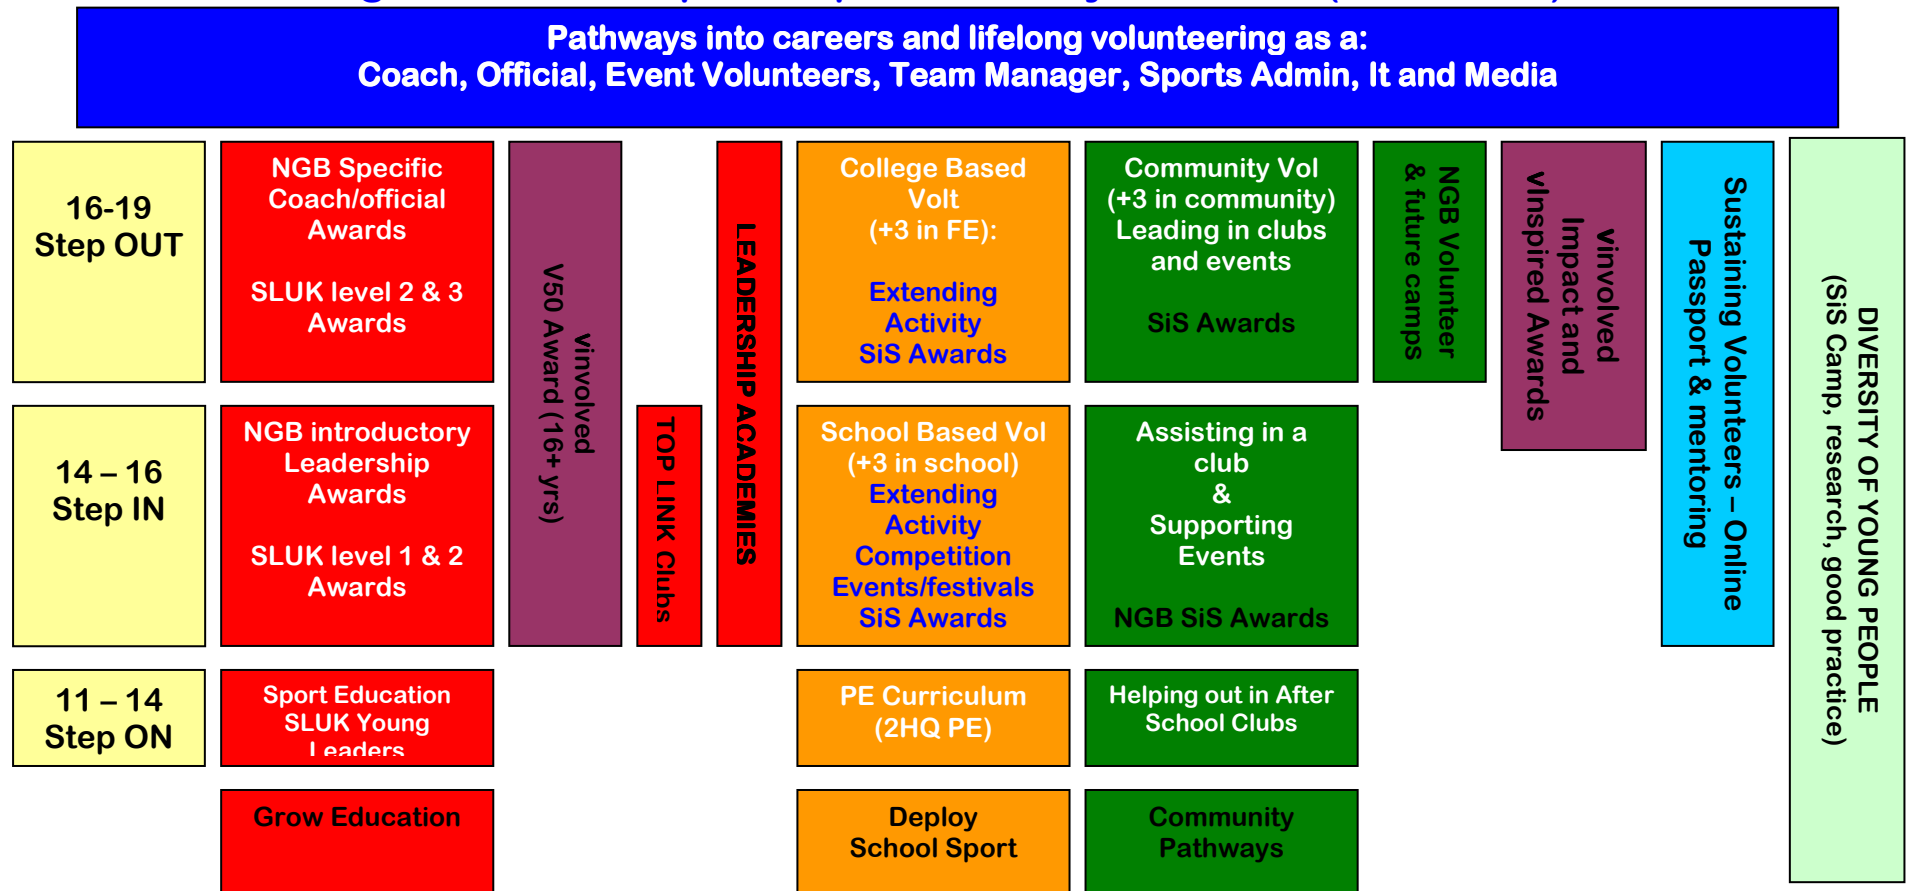 Pathways into careers and lifelong volunteering as a:
Coach, Official, Event Volunteers, Team Manager, Sports Admin, It and Media
16-19
Step OUT
NGB Specific
Coach/official
Awards
SLUK level 2 & 3
Awards
vinvolved
V50 Award (16+ yrs)
LEADERSHIP ACADEMIES
College Based
Volt
(+3 in FE):
Extending
Activity
SiS Awards
Community Vol
(+3 in community)
Leading in clubs
and events
SiS Awards
NGB Volunteer
& future camps
vinvolved
Impact and
vInspired Awards
Sustaining Volunteers – Online
Passport & mentoring
DIVERSITY OF YOUNG PEOPLE
(SiS Camp, research, good practice)
14 – 16
Step IN
NGB introductory
Leadership
Awards
SLUK level 1 & 2
Awards
TOP LINK Clubs
School Based Vol
(+3 in school)
Extending
Activity
Competition
Events/festivals
SiS Awards
Assisting in a
club
&
Supporting
Events
NGB SiS Awards
11 – 14
Step ON
Sport Education
SLUK Young
Leaders
PE Curriculum
(2HQ PE)
Helping out in After
School Clubs
Grow Education
Deploy
School Sport
Community
Pathways